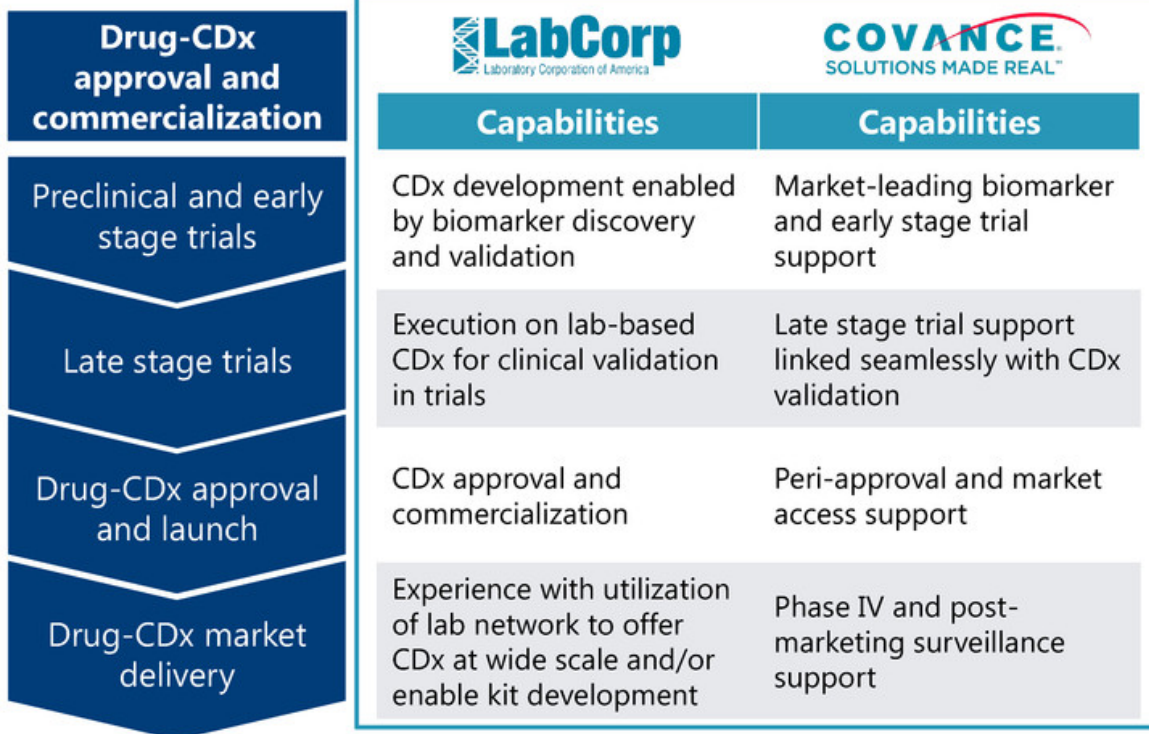 Drug-CDx
approval and
commercialization
LabCorp
Laboratory Corporation of America
COVANCE®
SOLUTIONS MADE REAL™
Capabilities
Capabilities
Preclinical and early
stage trials
CDx development enabled
by biomarker discovery
and validation
Market-leading biomarker
and early stage trial
support
Late stage trials
Execution on lab-based
CDx for clinical validation
in trials
Late stage trial support
linked seamlessly with CDx
validation
Drug-CDx approval
and launch
CDx approval and
commercialization
Peri-approval and market
access support
Drug-CDx market
delivery
Experience with utilization
of lab network to offer
CDx at wide scale and/or
enable kit development
Phase IV and post-
marketing surveillance
support